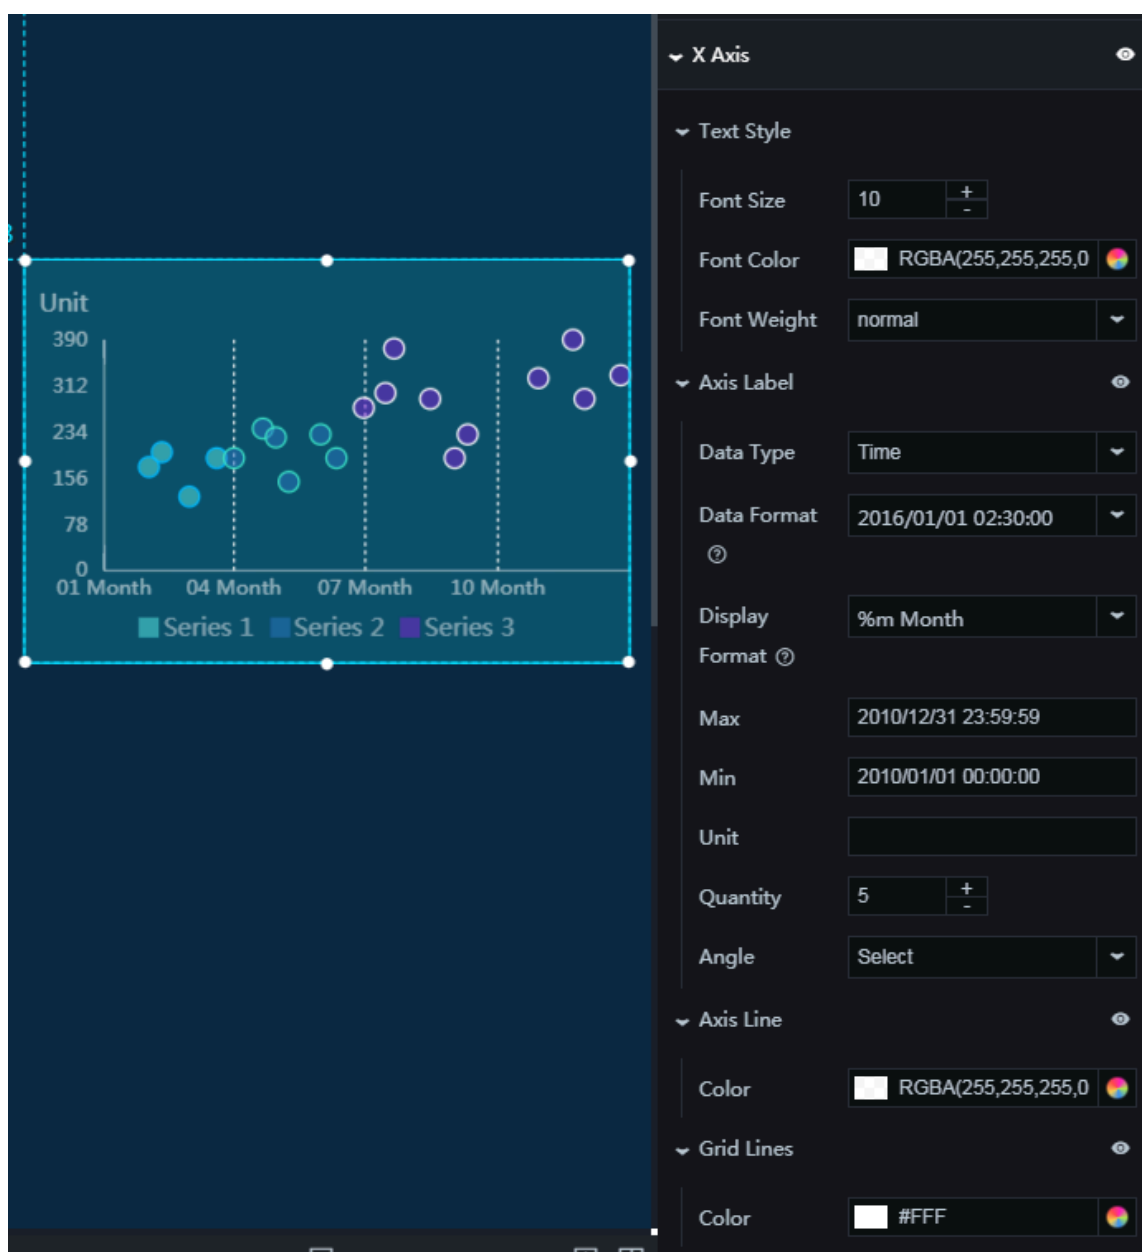 Unit
390
312
234
156
78
0
01 Month 04 Month 07 Month 10 Month
Series 1 Series 2 Series 3
X Axis
Text Style
Font Size 10 + -
Font Color RGBA(255,255,255,0
Font Weight normal
Axis Label
Data Type Time
Data Format 2016/01/01 02:30:00
?
Display %m Month
Format ?
Max 2010/12/31 23:59:59
Min 2010/01/01 00:00:00
Unit
Quantity 5 + -
Angle Select
Axis Line
Color RGBA(255,255,255,0
Grid Lines
Color #FFF